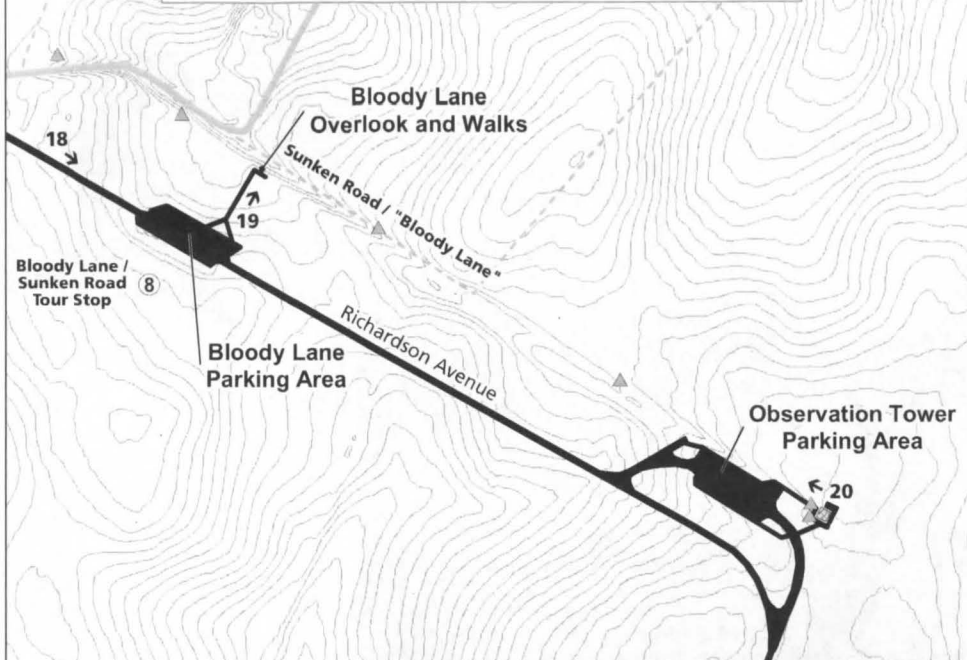 18
Bloody Lane
Overlook and Walks
Sunken Road / "Bloody Lane"
19
Bloody Lane /
Sunken Road
Tour Stop
8
Richardson Avenue
Bloody Lane
Parking Area
Observation Tower
Parking Area
20